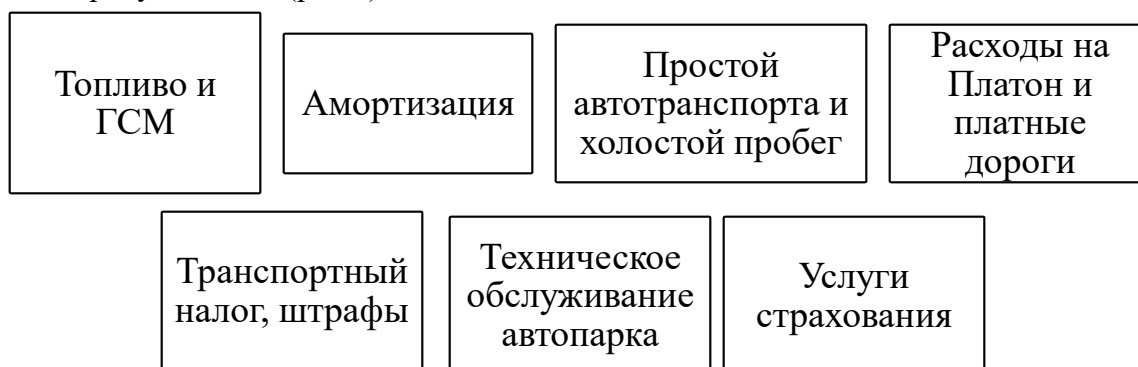 Топливо и
ГСМ
Амортизация
Простой
автотранспорта и
холостой пробег
Расходы на
Платон и
платные
дороги
Транспортный
налог, штрафы
Техническое
обслуживание
автопарка
Услуги
страхования